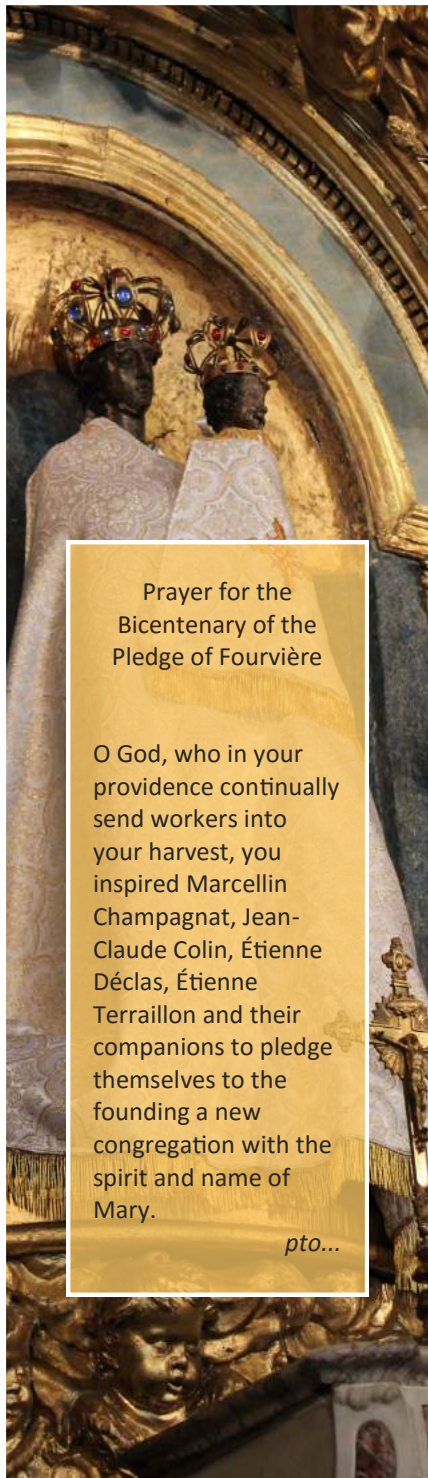 Prayer for the
Bicentenary of the
Pledge of Fourvière
O God, who in your
providence continually
send workers into
your harvest, you
inspired Marcellin
Champagnat, Jean-
Claude Colin, Étienne
Déclas, Étienne
Terraillon and their
companions to pledge
themselves to the
founding a new
congregation with the
spirit and name of
Mary.
pto...